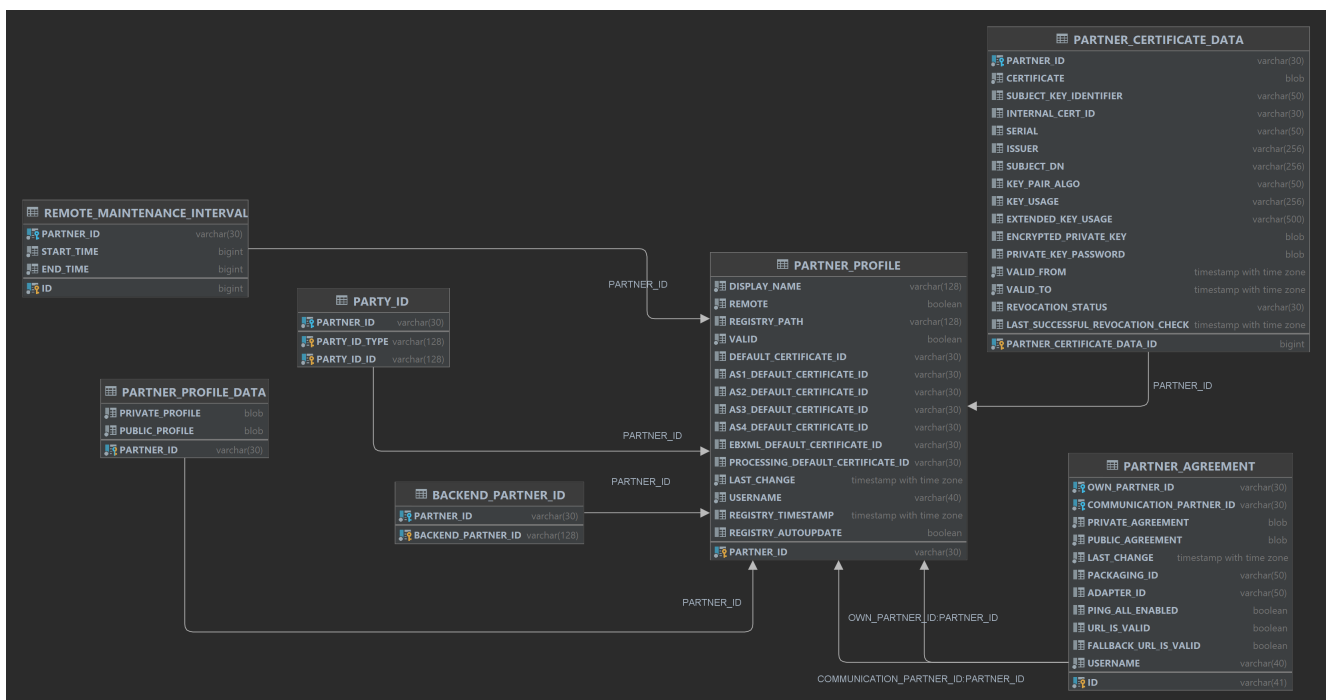 PARTNER_CERTIFICATE_DATA
PARTNER_ID varchar(30)
CERTIFICATE blob
SUBJECT_KEY_IDENTIFIER varchar(50)
INTERNAL_CERT_ID varchar(30)
SERIAL varchar(50)
ISSUER varchar(256)
SUBJECT_DN varchar(256)
KEY_PAIR_ALGO varchar(50)
KEY_USAGE varchar(256)
EXTENDED_KEY_USAGE varchar(500)
ENCRYPTED_PRIVATE_KEY blob
PRIVATE_KEY_PASSWORD blob
VALID_FROM timestamp with time zone
VALID_TO timestamp with time zone
REVOCATION_STATUS varchar(30)
LAST_SUCCESSFUL_REVOCATION_CHECK timestamp with time zone
PARTNER_CERTIFICATE_DATA_ID bigint
PARTNER_ID
REMOTE_MAINTENANCE_INTERVAL
PARTNER_ID varchar(30)
START_TIME bigint
END_TIME bigint
ID bigint
PARTNER_ID
PARTY_ID
PARTNER_ID varchar(30)
PARTY_ID_TYPE varchar(128)
PARTY_ID_ID varchar(128)
PARTNER_ID
PARTNER_PROFILE
DISPLAY_NAME varchar(128)
REMOTE boolean
REGISTRY_PATH varchar(128)
VALID boolean
DEFAULT_CERTIFICATE_ID varchar(30)
AS1_DEFAULT_CERTIFICATE_ID varchar(30)
AS2_DEFAULT_CERTIFICATE_ID varchar(30)
AS3_DEFAULT_CERTIFICATE_ID varchar(30)
AS4_DEFAULT_CERTIFICATE_ID varchar(30)
EBXML_DEFAULT_CERTIFICATE_ID varchar(30)
PROCESSING_DEFAULT_CERTIFICATE_ID varchar(30)
LAST_CHANGE timestamp with time zone
USERNAME varchar(40)
REGISTRY_TIMESTAMP timestamp with time zone
REGISTRY_AUTOUPDATE boolean
PARTNER_ID varchar(30)
PARTNER_PROFILE_DATA
PRIVATE_PROFILE blob
PUBLIC_PROFILE blob
PARTNER_ID varchar(30)
PARTNER_ID
BACKEND_PARTNER_ID
PARTNER_ID varchar(30)
BACKEND_PARTNER_ID varchar(128)
PARTNER_ID
PARTNER_AGREEMENT
OWN_PARTNER_ID varchar(30)
COMMUNICATION_PARTNER_ID varchar(30)
PRIVATE_AGREEMENT blob
PUBLIC_AGREEMENT blob
LAST_CHANGE timestamp with time zone
PACKAGING_ID varchar(50)
ADAPTER_ID varchar(50)
PING_ALL_ENABLED boolean
URL_IS_VALID boolean
FALLBACK_URL_IS_VALID boolean
USERNAME varchar(40)
ID varchar(41)
OWN_PARTNER_ID:PARTNER_ID
COMMUNICATION_PARTNER_ID:PARTNER_ID